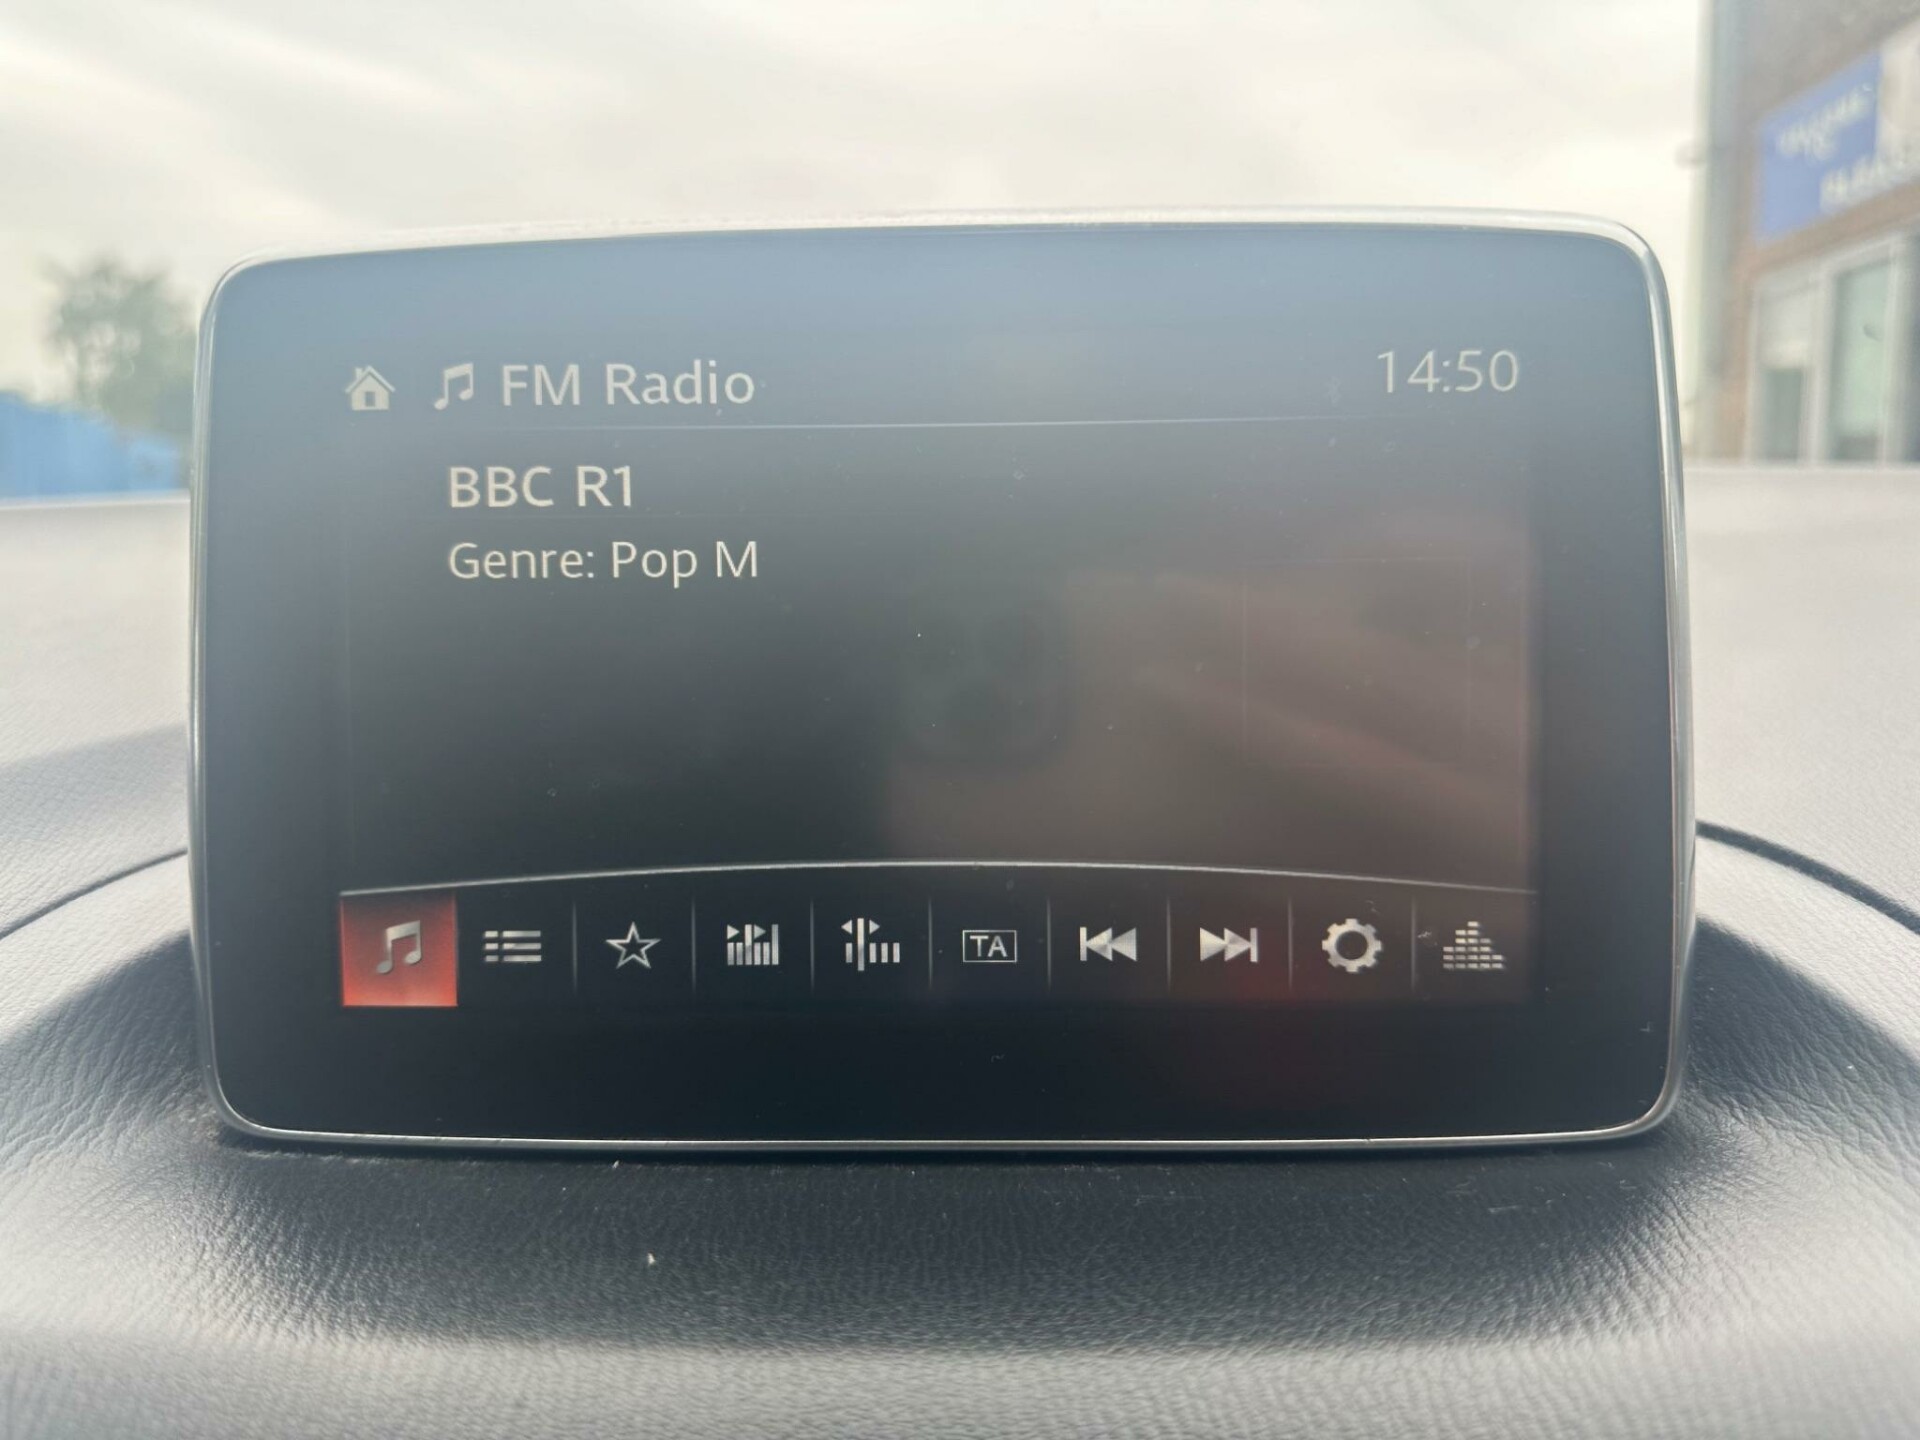 FM Radio
14:50
BBC R1
Genre: Pop M
TA